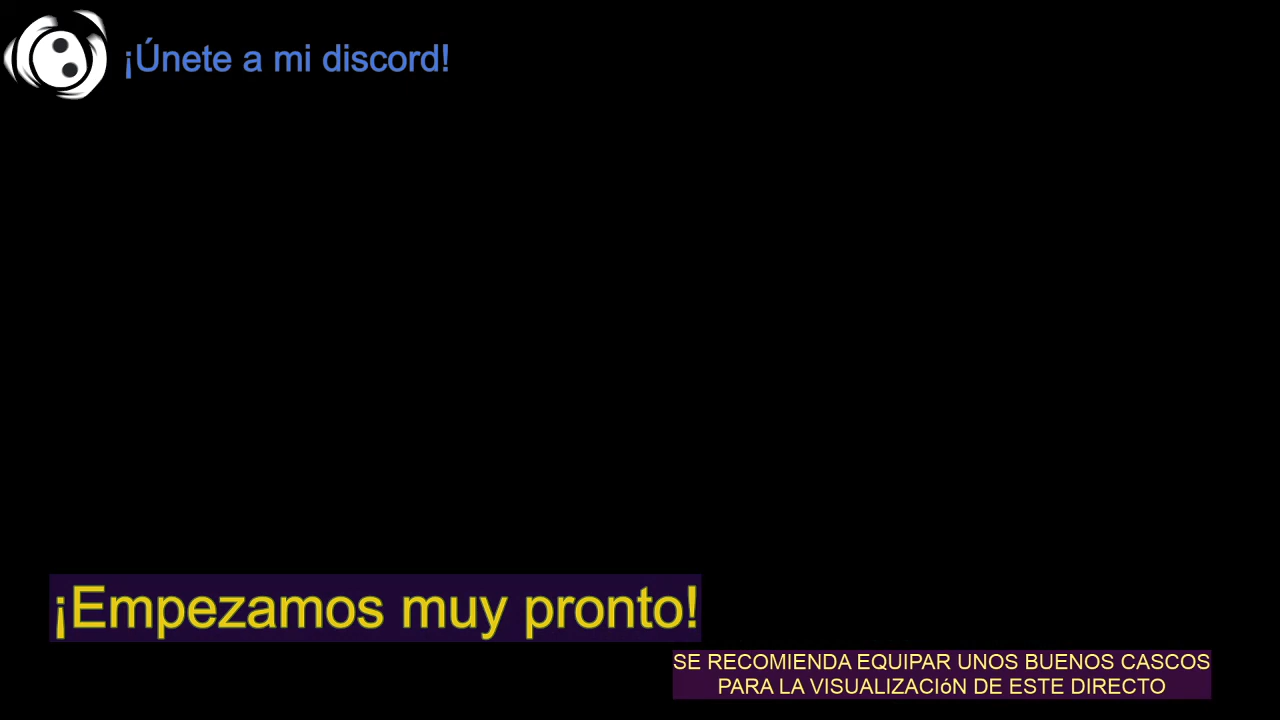 ¡Únete a mi discord!
¡Empezamos muy pronto!
SE RECOMIENDA EQUIPAR UNOS BUENOS CASCOS
PARA LA VISUALIZACIóN DE ESTE DIRECTO